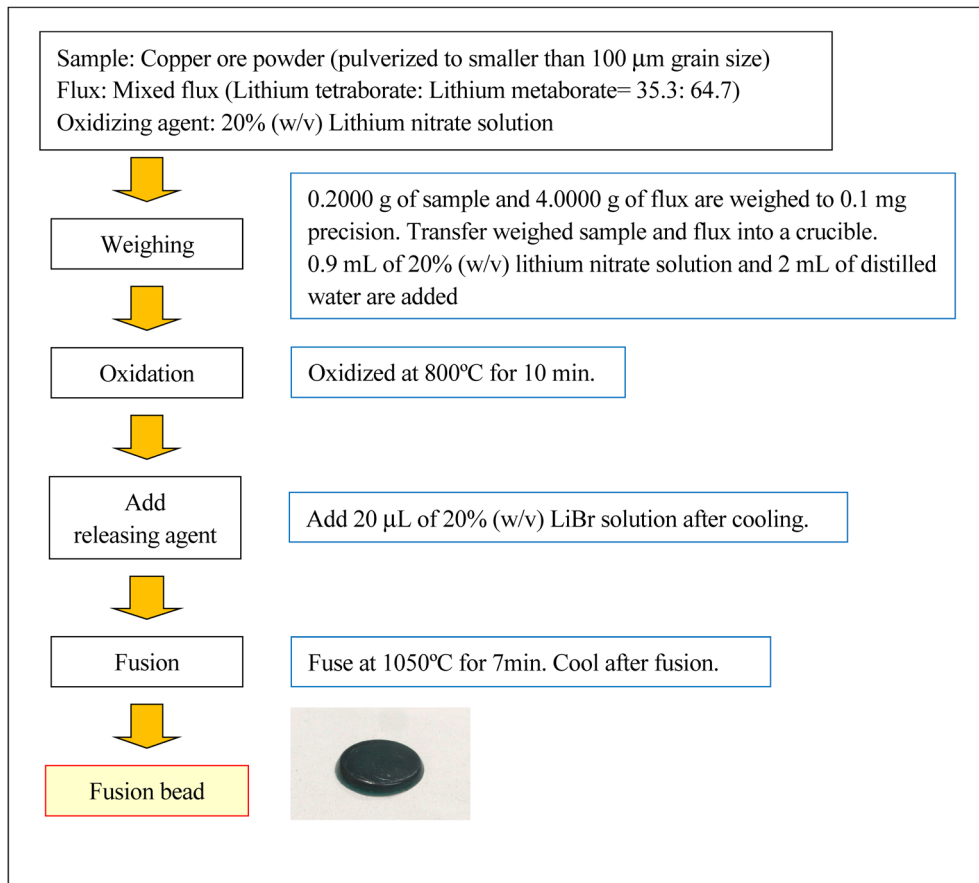 Sample: Copper ore powder (pulverized to smaller than 100 μm grain size)
Flux: Mixed flux (Lithium tetraborate: Lithium metaborate= 35.3: 64.7)
Oxidizing agent: 20% (w/v) Lithium nitrate solution
Weighing
0.2000 g of sample and 4.0000 g of flux are weighed to 0.1 mg
precision. Transfer weighed sample and flux into a crucible.
0.9 mL of 20% (w/v) lithium nitrate solution and 2 mL of distilled
water are added
Oxidation
Oxidized at 800ºC for 10 min.
Add
releasing agent
Add 20 μL of 20% (w/v) LiBr solution after cooling.
Fusion
Fuse at 1050ºC for 7min. Cool after fusion.
Fusion bead